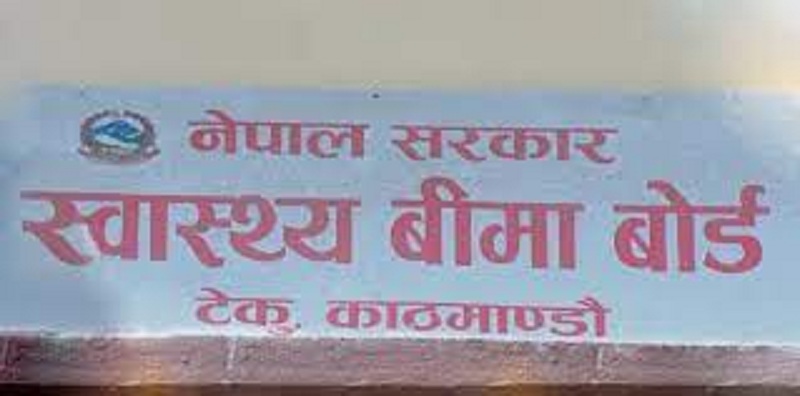 नेपाल सरकार
स्वास्थ्य बीमा बोर्ड
टेकु, काठमाण्डौ